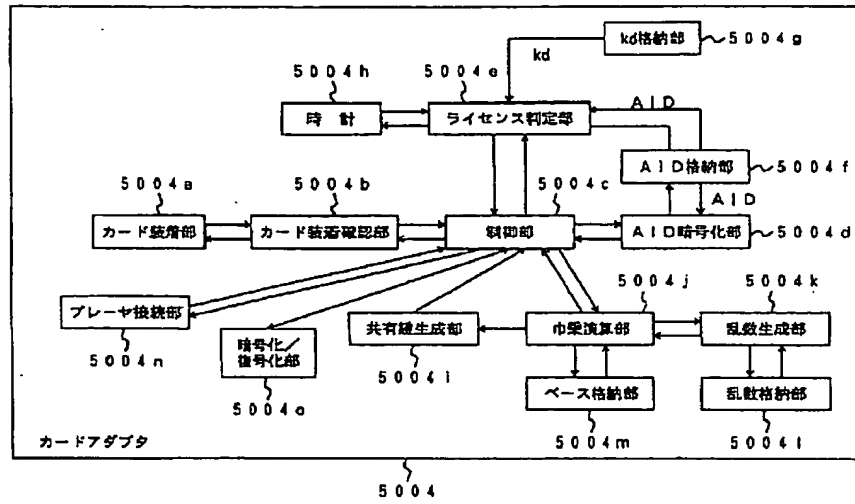 kd格納部
5004g
kd
5004h
5004e
時計
ライセンス判定部
AID
AID格納部
5004f
5004a
5004b
5004c
AID
カード装着部
カード装着確認部
制御部
AID暗号化部
5004d
5004j
5004k
プレーヤ接続部
5004n
暗号化/
復号化部
5004o
共有鍵生成部
5004i
巾乗演算部
乱数生成部
ベース格納部
5004m
乱数格納部
5004l
カードアダプタ
5004